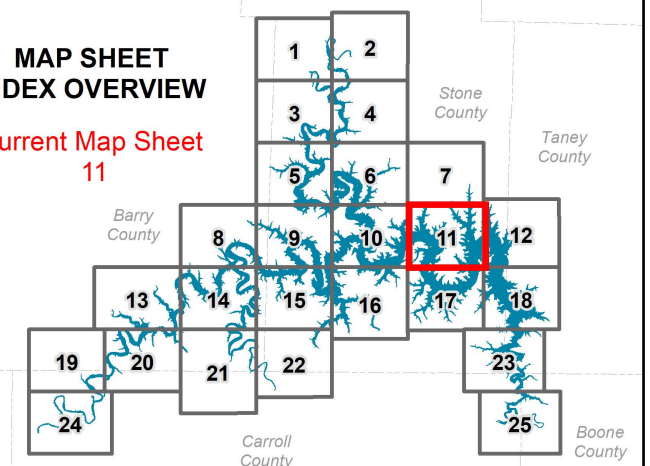 MAP SHEET
DEX OVERVIEW
urrent Map Sheet
11
1
2
Stone
County
3
4
Taney
County
5
6
7
Barry
County
8
9
10
11
12
13
14
15
16
17
18
19
20
21
22
23
24
25
Carroll
County
Boone
County